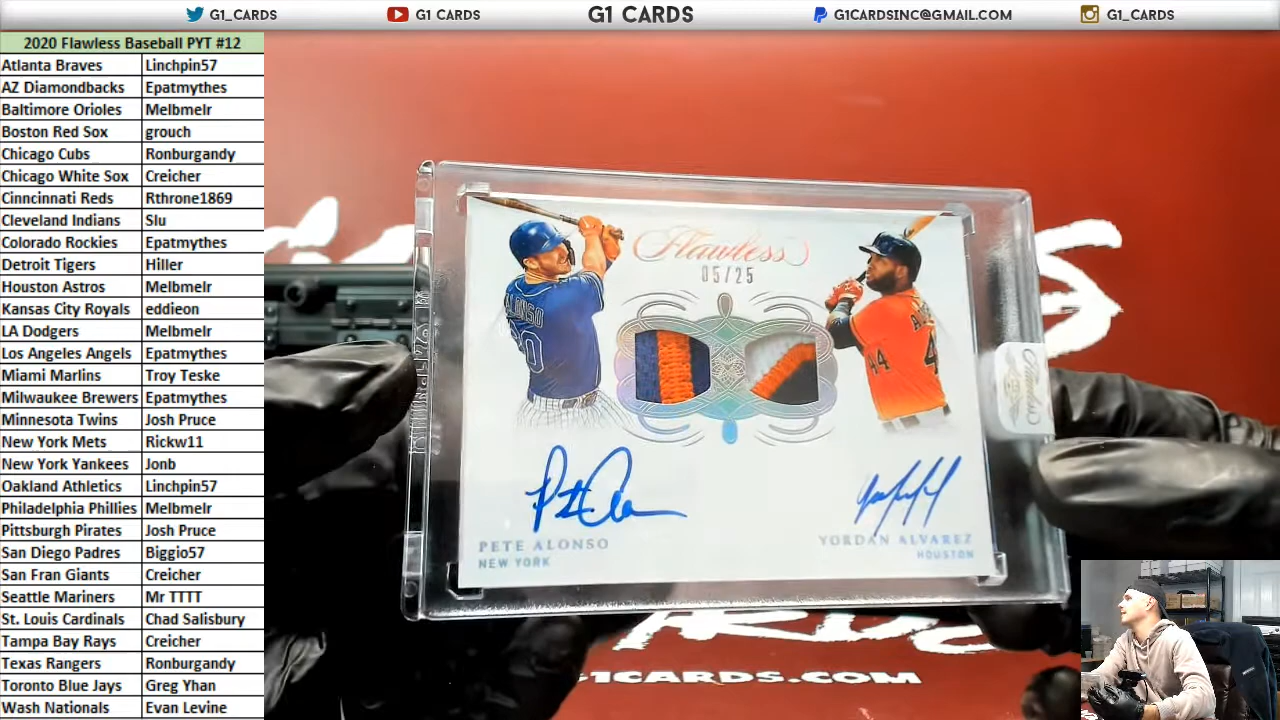 G1_CARDS
G1 CARDS
G1 CARDS
G1CARDSINC@GMAIL.COM
G1_CARDS
2020 Flawless Baseball PYT #12
Atlanta Braves Linchpin57
AZ Diamondbacks Epatmythes
Baltimore Orioles Melbmelr
Boston Red Sox grouch
Chicago Cubs Ronburgandy
Chicago White Sox Creicher
Cinncinnati Reds Rthrone1869
Cleveland Indians Slu
Colorado Rockies Epatmythes
Detroit Tigers Hiller
Houston Astros Melbmelr
Kansas City Royals eddieon
LA Dodgers Melbmelr
Los Angeles Angels Epatmythes
Miami Marlins Troy Teske
Milwaukee Brewers Epatmythes
Minnesota Twins Josh Pruce
New York Mets Rickw11
New York Yankees Jonb
Oakland Athletics Linchpin57
Philadelphia Phillies Melbmelr
Pittsburgh Pirates Josh Pruce
San Diego Padres Biggio57
San Fran Giants Creicher
Seattle Mariners Mr TTTT
St. Louis Cardinals Chad Salisbury
Tampa Bay Rays Creicher
Texas Rangers Ronburgandy
Toronto Blue Jays Greg Yhan
Wash Nationals Evan Levine
Flawless
05/25
ALONSO
44
PETE ALONSO
NEW YORK
YORDAN ALVAREZ
HOUSTON
Flawless
G1CARDS.COM